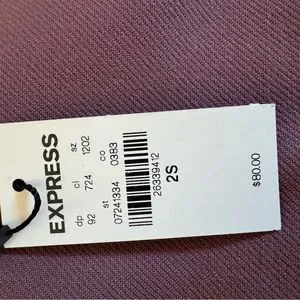 EXPRESS
dp cl sz
92 724 1202
st co
07241334 0383
26339412
2S
$80.00